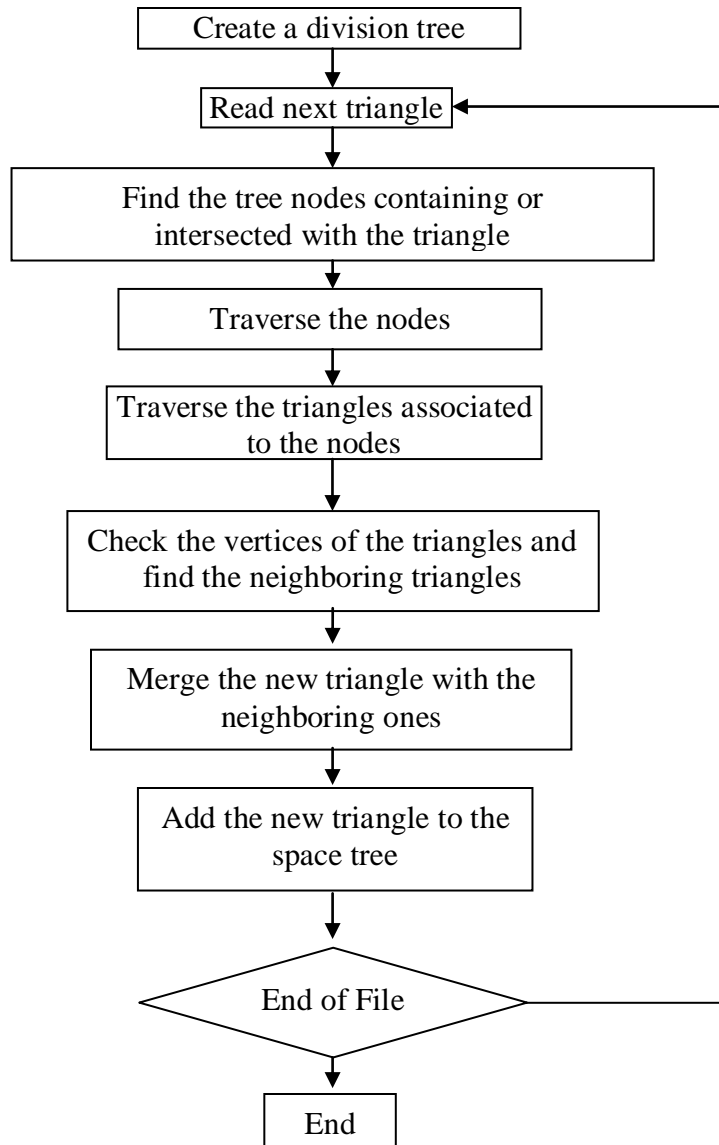 Create a division tree
Read next triangle
Find the tree nodes containing or
intersected with the triangle
Traverse the nodes
Traverse the triangles associated
to the nodes
Check the vertices of the triangles and
find the neighboring triangles
Merge the new triangle with the
neighboring ones
Add the new triangle to the
space tree
End of File
End